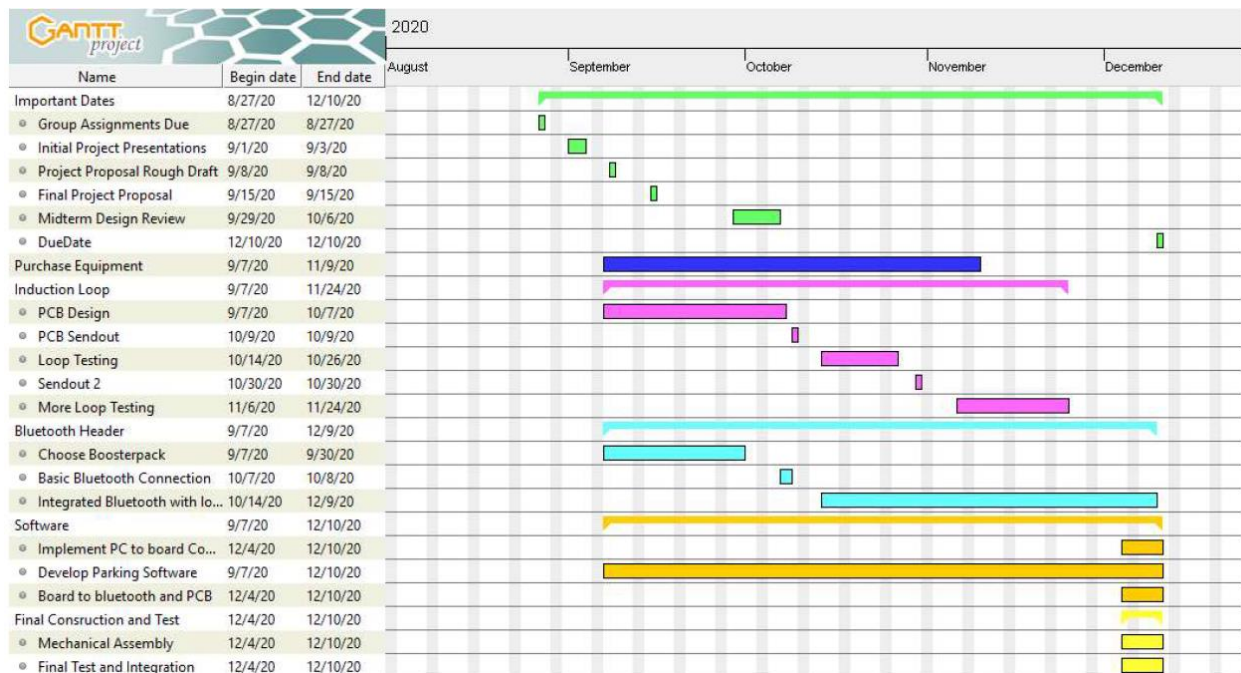 GANTT
project
2020
August September October November December
Name Begin date End date
Important Dates 8/27/20 12/10/20
Group Assignments Due 8/27/20 8/27/20
Initial Project Presentations 9/1/20 9/3/20
Project Proposal Rough Draft 9/8/20 9/8/20
Final Project Proposal 9/15/20 9/15/20
Midterm Design Review 9/29/20 10/6/20
DueDate 12/10/20 12/10/20
Purchase Equipment 9/7/20 11/9/20
Induction Loop 9/7/20 11/24/20
PCB Design 9/7/20 10/7/20
PCB Sendout 10/9/20 10/9/20
Loop Testing 10/14/20 10/26/20
Sendout 2 10/30/20 10/30/20
More Loop Testing 11/6/20 11/24/20
Bluetooth Header 9/7/20 12/9/20
Choose Boosterpack 9/7/20 9/30/20
Basic Bluetooth Connection 10/7/20 10/8/20
Integrated Bluetooth with lo... 10/14/20 12/9/20
Software 9/7/20 12/10/20
Implement PC to board Co... 12/4/20 12/10/20
Develop Parking Software 9/7/20 12/10/20
Board to bluetooth and PCB 12/4/20 12/10/20
Final Consruction and Test 12/4/20 12/10/20
Mechanical Assembly 12/4/20 12/10/20
Final Test and Integration 12/4/20 12/10/20